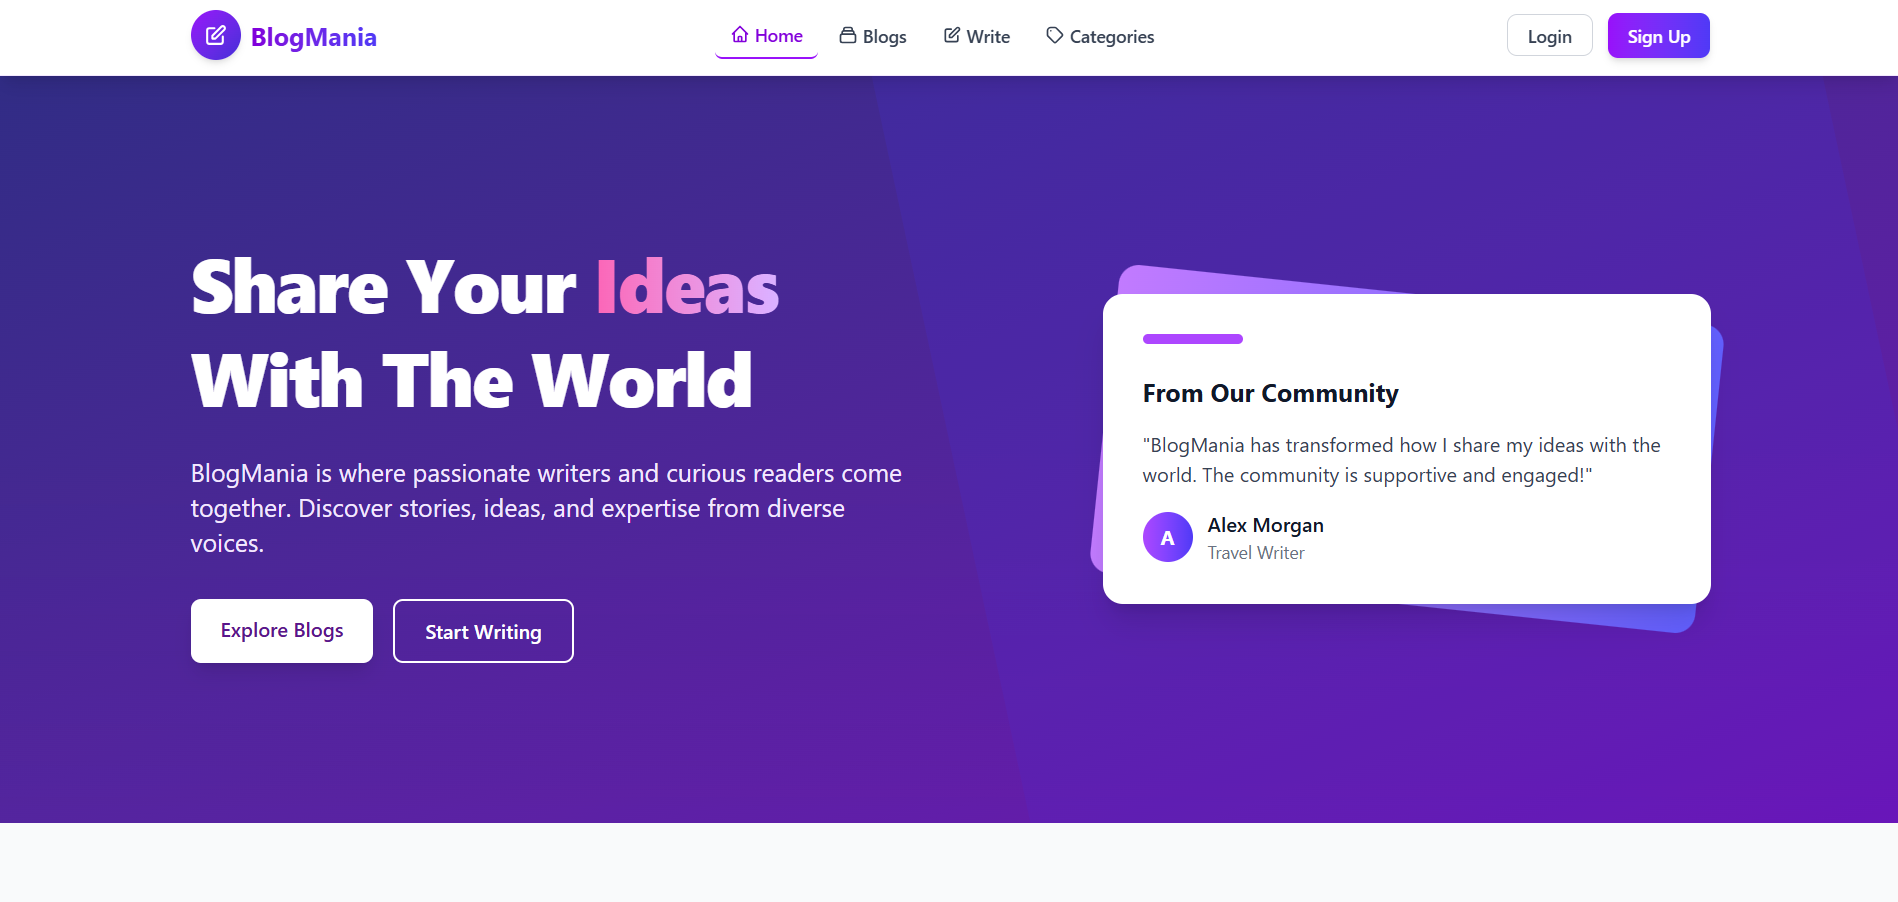 BlogMania
Home
Blogs
Write
Categories
Login
Sign Up
Share Your Ideas
With The World
BlogMania is where passionate writers and curious readers come
together. Discover stories, ideas, and expertise from diverse
voices.
Explore Blogs
Start Writing
From Our Community
"BlogMania has transformed how I share my ideas with the
world. The community is supportive and engaged!"
A
Alex Morgan
Travel Writer